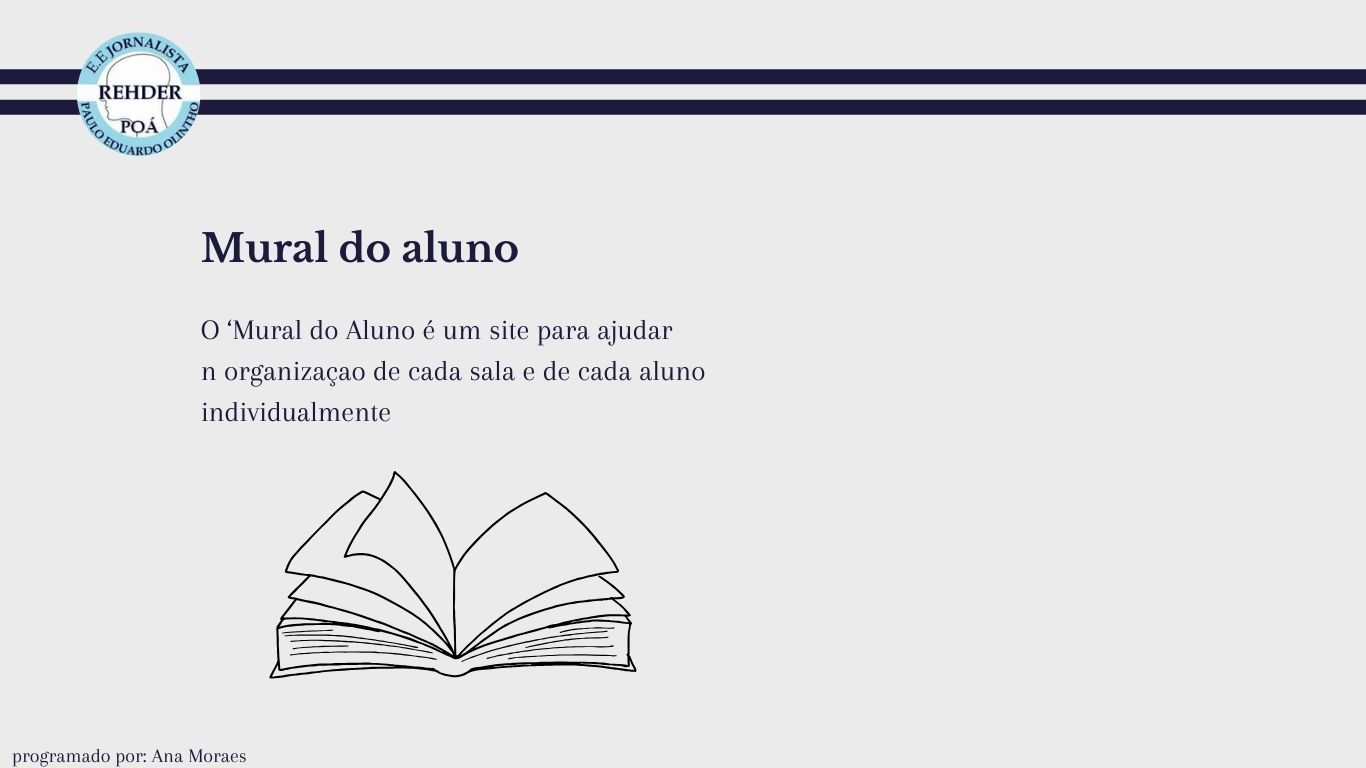 E.E JORNALISTA
REHDER
POÁ
PAULO EDUARDO OLINTHO
Mural do aluno
O ‘Mural do Aluno é um site para ajudar
n organizaçao de cada sala e de cada aluno
individualmente
programado por: Ana Moraes